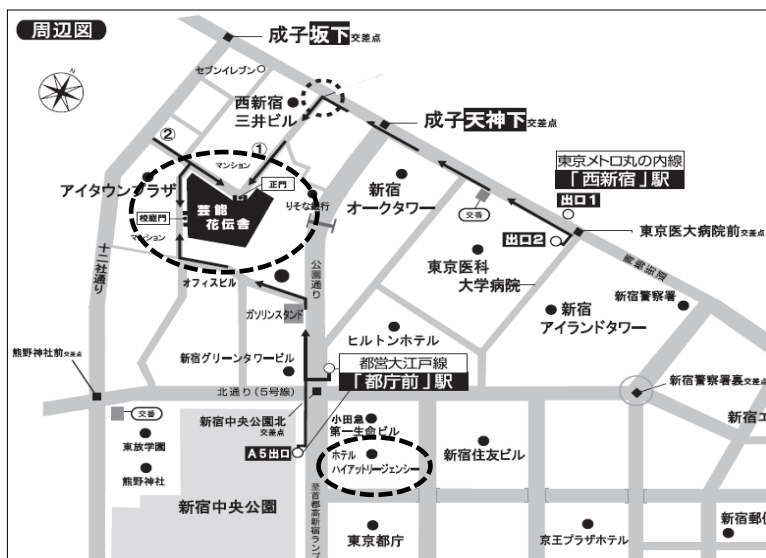 周辺図
N
成子坂下交差点
セブンイレブン
西新宿
三井ビル
成子天神下交差点
②
①
マンション
正門
アイタウンプラザ
芸能
花伝舎
校庭門
マンション
りそな銀行
新宿
オークタワー
交番
東京メトロ丸の内線
「西新宿」駅
出口1
出口2
東京医大病院前交差点
東京医科
大学病院
青梅街道
十二社通り
公園通り
オフィスビル
ガソリンスタンド
新宿
アイランドタワー
新宿警察署
ヒルトンホテル
熊野神社前交差点
新宿グリーンタワービル
都営大江戸線
「都庁前」駅
北通り(5号線)
新宿警察署裏交差点
交番
新宿中央公園北
交差点
小田急
第一生命ビル
新宿エ
東放学園
A5出口
ホテル
ハイアットリージェンシー
新宿住友ビル
熊野神社
新宿中央公園
至首都高新宿ランプ
東京都庁
京王プラザホテル
新宿郵便